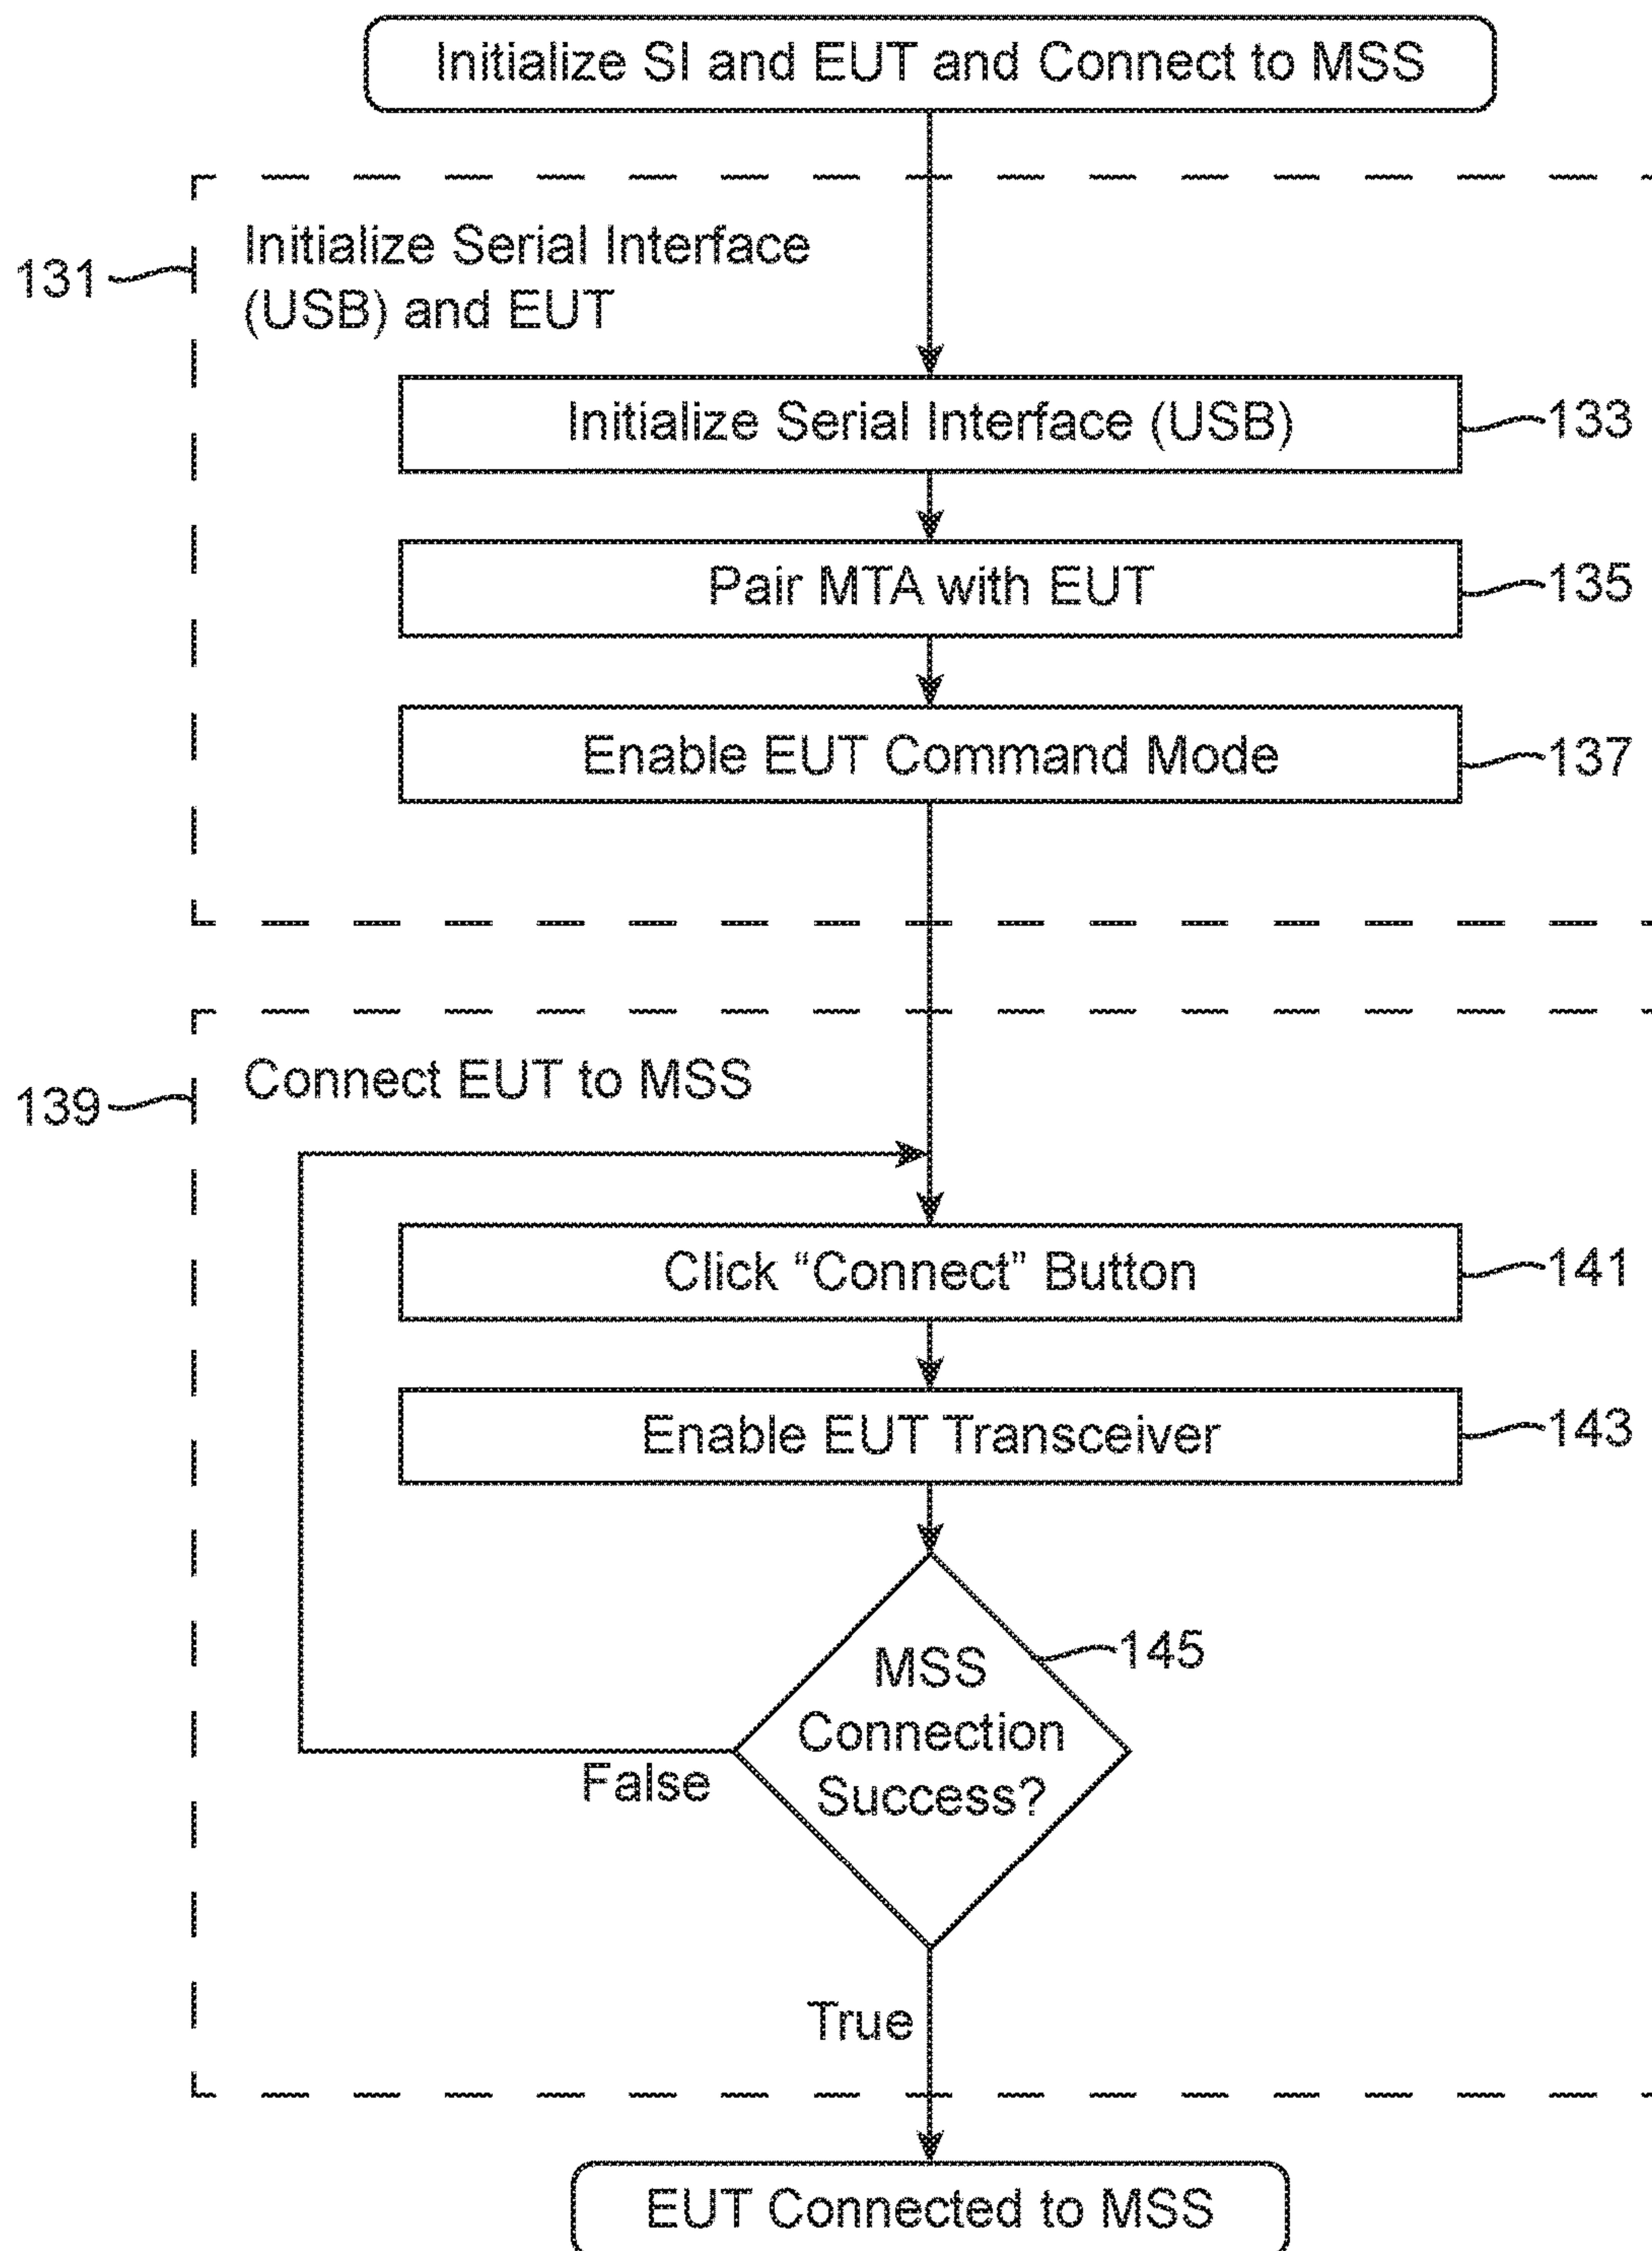 Initialize SI and EUT and Connect to MSS
131
Initialize Serial Interface
(USB) and EUT
Initialize Serial Interface (USB)
133
Pair MTA with EUT
135
Enable EUT Command Mode
137
139
Connect EUT to MSS
Click “Connect” Button
141
Enable EUT Transceiver
143
MSS
Connection
Success?
145
False
True
EUT Connected to MSS